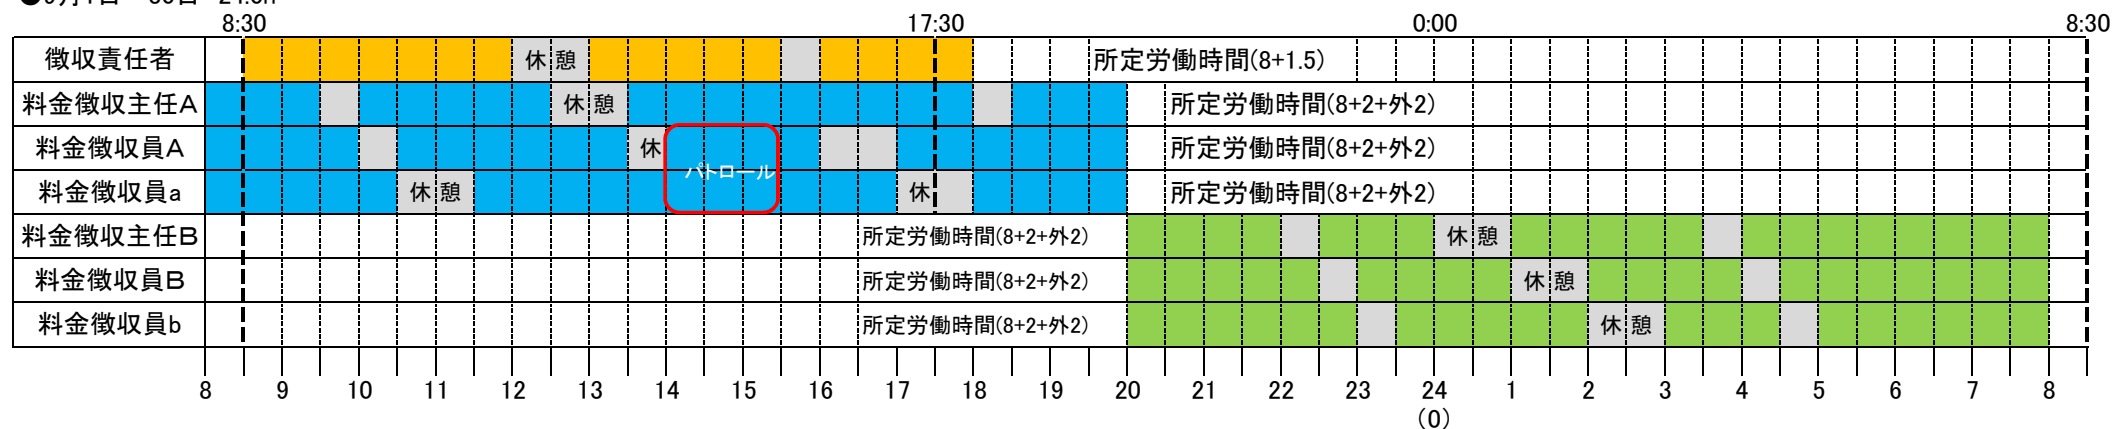 8:30 17:30 0:00 8:30
徴収責任者 休憩 所定労働時間(8+1.5)
料金徴収主任A 休憩 所定労働時間(8+2+外2)
料金徴収員A 休 所定労働時間(8+2+外2)
パトロール
料金徴収員a 休憩 休 所定労働時間(8+2+外2)
料金徴収主任B 所定労働時間(8+2+外2) 休憩
料金徴収員B 所定労働時間(8+2+外2) 休憩
料金徴収員b 所定労働時間(8+2+外2) 休憩
8 9 10 11 12 13 14 15 16 17 18 19 20 21 22 23 24 1 2 3 4 5 6 7 8
(0)